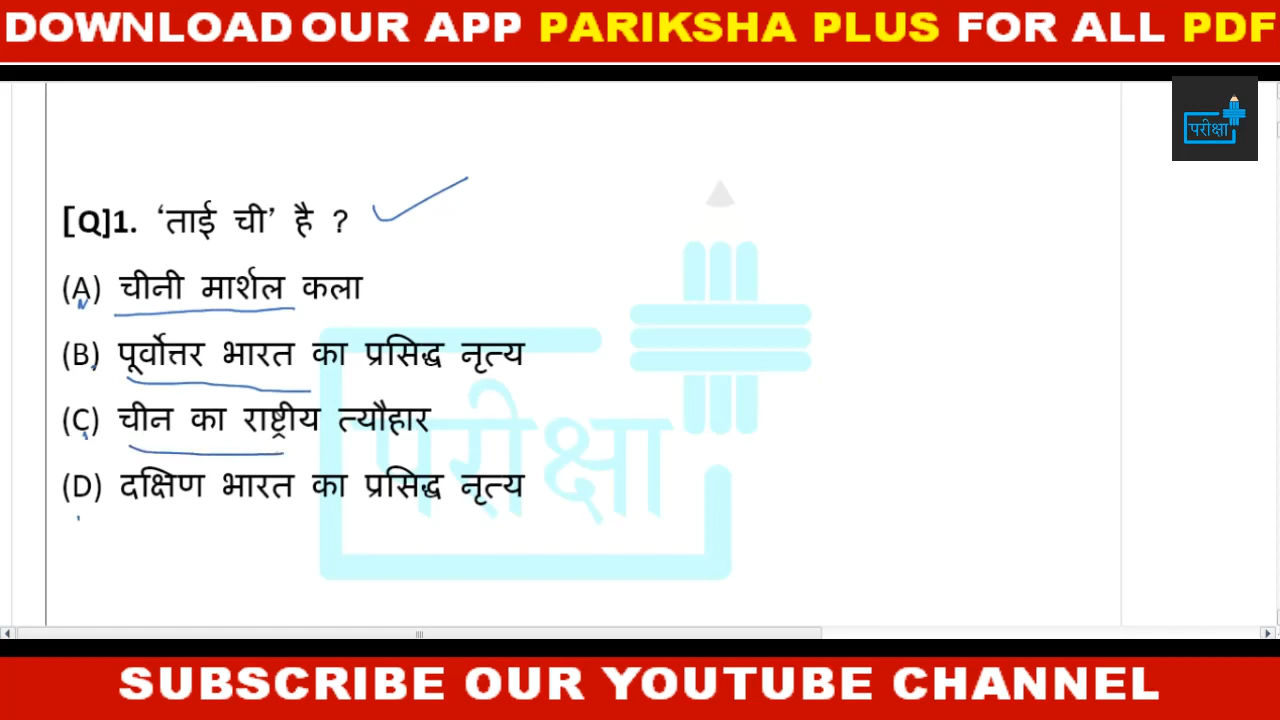 DOWNLOAD OUR APP PARIKSHA PLUS FOR ALL PDF
परीक्षा
[Q]1. ‘ताई ची’ है ?
(A) चीनी मार्शल कला
(B) पूर्वोत्तर भारत का प्रसिद्ध नृत्य
(C) चीन का राष्ट्रीय त्यौहार
(D) दक्षिण भारत का प्रसिद्ध नृत्य
परीक्षा
SUBSCRIBE OUR YOUTUBE CHANNEL